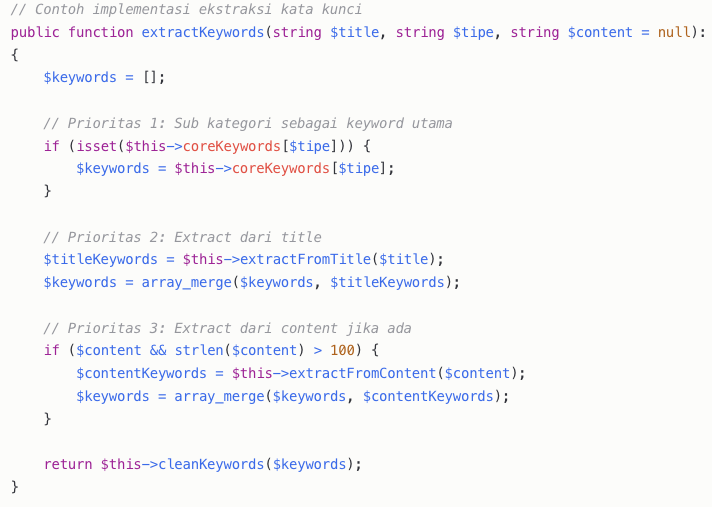 // Contoh implementasi ekstraksi kata kunci
public function extractKeywords(string $title, string $tipe, string $content = null):
{
    $keywords = [];

    // Prioritas 1: Sub kategori sebagai keyword utama
    if (isset($this->coreKeywords[$tipe])) {
        $keywords = $this->coreKeywords[$tipe];
    }

    // Prioritas 2: Extract dari title
    $titleKeywords = $this->extractFromTitle($title);
    $keywords = array_merge($keywords, $titleKeywords);

    // Prioritas 3: Extract dari content jika ada
    if ($content && strlen($content) > 100) {
        $contentKeywords = $this->extractFromContent($content);
        $keywords = array_merge($keywords, $contentKeywords);
    }

    return $this->cleanKeywords($keywords);
}